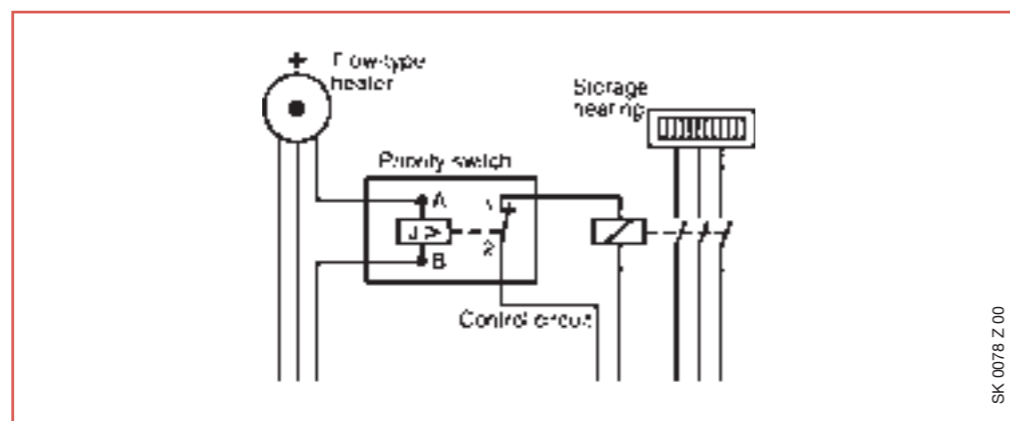 Flow-type
heater
Storage
heating
Priority switch
A
1
2
B
Control circuit
SK 0078 Z 00